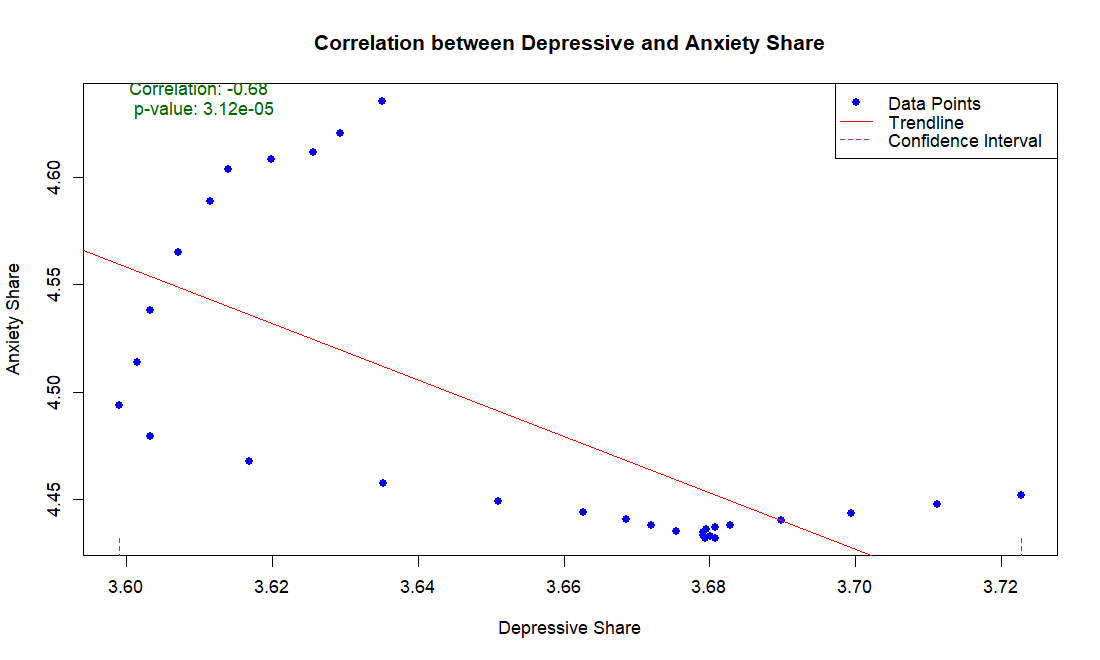 Correlation between Depressive and Anxiety Share
Correlation: -0.68
p-value: 3.12e-05
Data Points
Trendline
Confidence Interval
Anxiety Share
4.60
4.55
4.50
4.45
3.60
3.62
3.64
3.66
3.68
3.70
3.72
Depressive Share